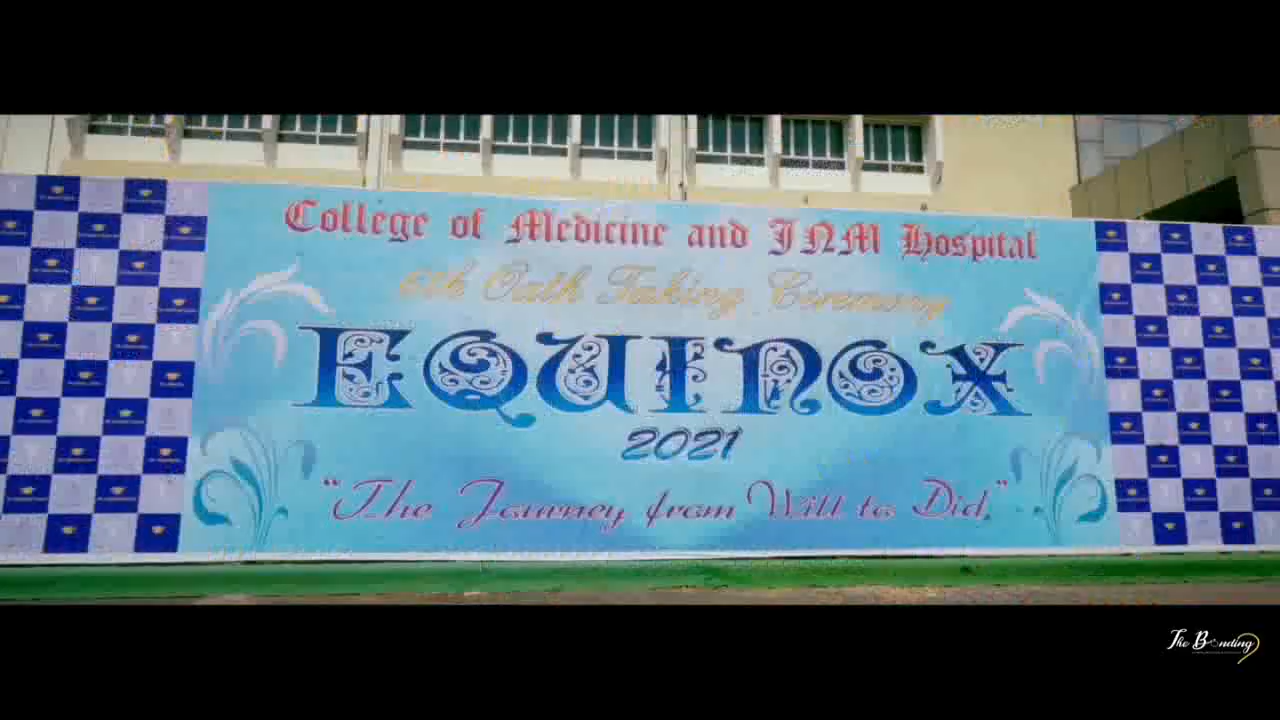 College of Medicine and JNM Hospital
6th Oath Taking Ceremony
EQUINOX
2021
"The Journey from Will to Did"
The Bonding